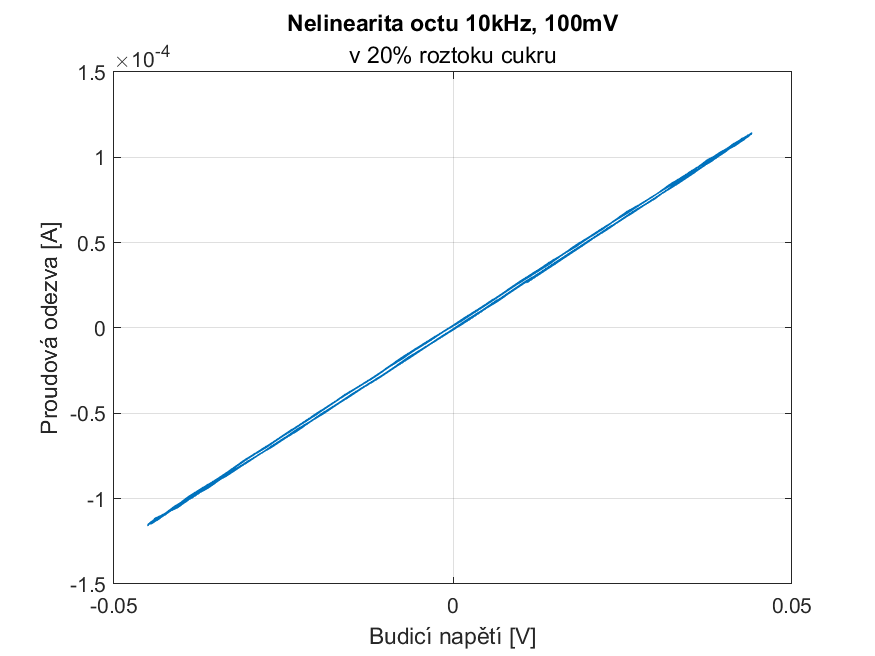 Nelinearita octu 10kHz, 100mV
v 20% roztoku cukru
×10-4
1.5
1
0.5
0
-0.5
-1
-1.5
-0.05
0
0.05
Proudová odezva [A]
Budicí napětí [V]